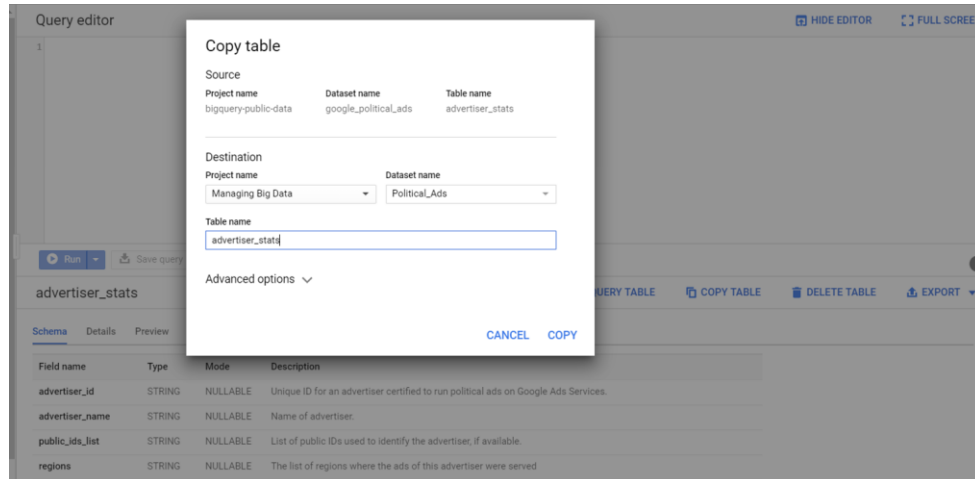 Query editor
HIDE EDITOR
FULL SCREE
1
Copy table
Source
Project name Dataset name Table name
bigquery-public-data google_political_ads advertiser_stats
Destination
Project name Dataset name
Managing Big Data Political_Ads
Table name
advertiser_stats
Advanced options
CANCEL COPY
Run Save query
advertiser_stats
UERY TABLE COPY TABLE DELETE TABLE EXPORT
Schema Details Preview
Field name Type Mode Description
advertiser_id STRING NULLABLE Unique ID for an advertiser certified to run political ads on Google Ads Services.
advertiser_name STRING NULLABLE Name of advertiser.
public_ids_list STRING NULLABLE List of public IDs used to identify the advertiser, if available.
regions STRING NULLABLE The list of regions where the ads of this advertiser were served